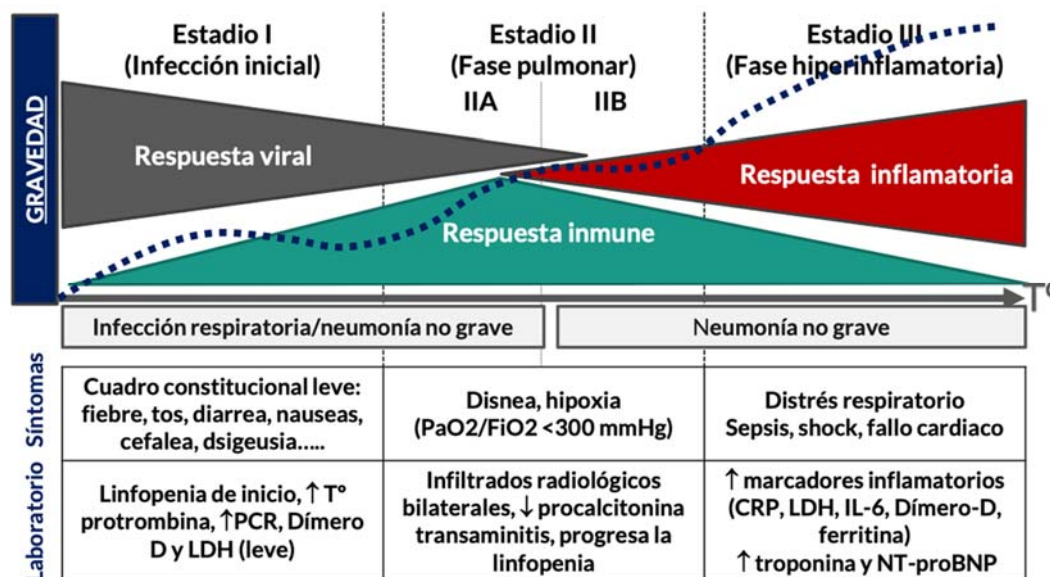 GRAVEDAD
Estadio I
(Infección inicial)
Estadio II
(Fase pulmonar)
IIA
IIB
Estadio III
(Fase hiperinflamatoria)
Respuesta viral
Respuesta inflamatoria
Respuesta inmune
Tº
Infección respiratoria/neumonía no grave
Neumonía no grave
Síntomas
Cuadro constitucional leve:
fiebre, tos, diarrea, nauseas,
cefalea, dsigeusia.....
Disnea, hipoxia
(PaO2/FiO2 <300 mmHg)
Distrés respiratorio
Sepsis, shock, fallo cardiaco
Laboratorio
Linfopenia de inicio, ↑ Tº
protrombina, ↑PCR, Dímero
D y LDH (leve)
Infiltrados radiológicos
bilaterales, ↓ procalcitonina
transaminitis, progresa la
linfopenia
↑ marcadores inflamatorios
(CRP, LDH, IL-6, Dímero-D,
ferritina)
↑ troponina y NT-proBNP